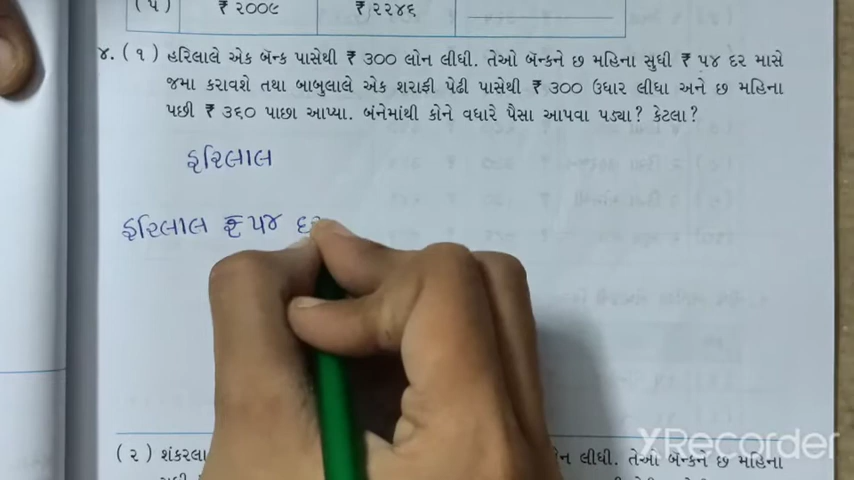 (૫) ₹ ૨૦૦૯ ₹ ૨૨૪૬
૪. (૧) હરિલાલે એક બૅન્ક પાસેથી ₹ ૩૦૦ લોન લીધી. તેઓ બૅન્કને છ મહિના સુધી ₹ ૫૪ દર માસે
જમા કરાવશે તથા બાબુલાલે એક શરાફી પેઢી પાસેથી ₹ ૩૦૦ ઉધાર લીધા અને છ મહિના
પછી ₹ ૩૬૦ પાછા આપ્યા. બંનેમાંથી કોને વધારે પૈસા આપવા પડ્યા? કેટલા?
હરિલાલ
હરિલાલ ₹ ૫૪ દર
(૨) શંકરલા લીધી. તેઓ બૅન્કને છ મહિના
XRecorder